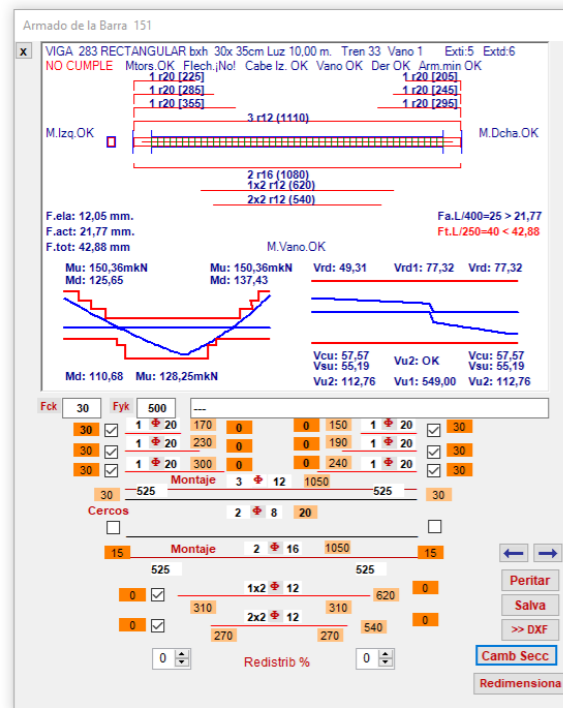 Armado de la Barra 151
x
VIGA 283 RECTANGULAR bxh 30x 35cm Luz 10,00 m. Tren 33 Vano 1 Exti:5 Extd:6
NO CUMPLE Mtors.OK Flech.¡No! Cabe Iz. OK Vano OK Der OK Arm.min OK
1 r20 [225] 1 r20 [205]
1 r20 [285] 1 r20 [245]
1 r20 [355] 1 r20 [295]
3 r12 (1110)
M.Izq.OK M.Dcha.OK
2 r16 (1080)
1x2 r12 (620)
2x2 r12 (540)
F.ela: 12,05 mm.
F.act: 21,77 mm. Fa.L/400=25 > 21,77
F.tot: 42,88 mm M.Vano.OK Ft.L/250=40 < 42,88
Mu: 150,36mkN Mu: 150,36mkN Vrd: 49,31 Vrd1: 77,32 Vrd: 77,32
Md: 125,65 Md: 137,43
Vcu: 57,57 Vu2: OK Vcu: 57,57
Vsu: 55,19 Vsu: 55,19
Md: 110,68 Mu: 128,25mkN Vu2: 112,76 Vu1: 549,00 Vu2: 112,76
Fck 30 Fyk 500 ---
30 1 Φ 20 170 0 0 150 1 Φ 20 30
30 1 Φ 20 230 0 0 190 1 Φ 20 30
30 1 Φ 20 300 0 0 240 1 Φ 20 30
Montaje 3 Φ 12 1050
30 525 525 30
Cercos 2 Φ 8 20
15 Montaje 2 Φ 16 1050 15
525 525
0 1x2 Φ 12 620 0
310 310
0 2x2 Φ 12 540 0
270 270
0 Redistrib % 0
Peritar
Salva
>> DXF
Camb Secc
Redimensiona